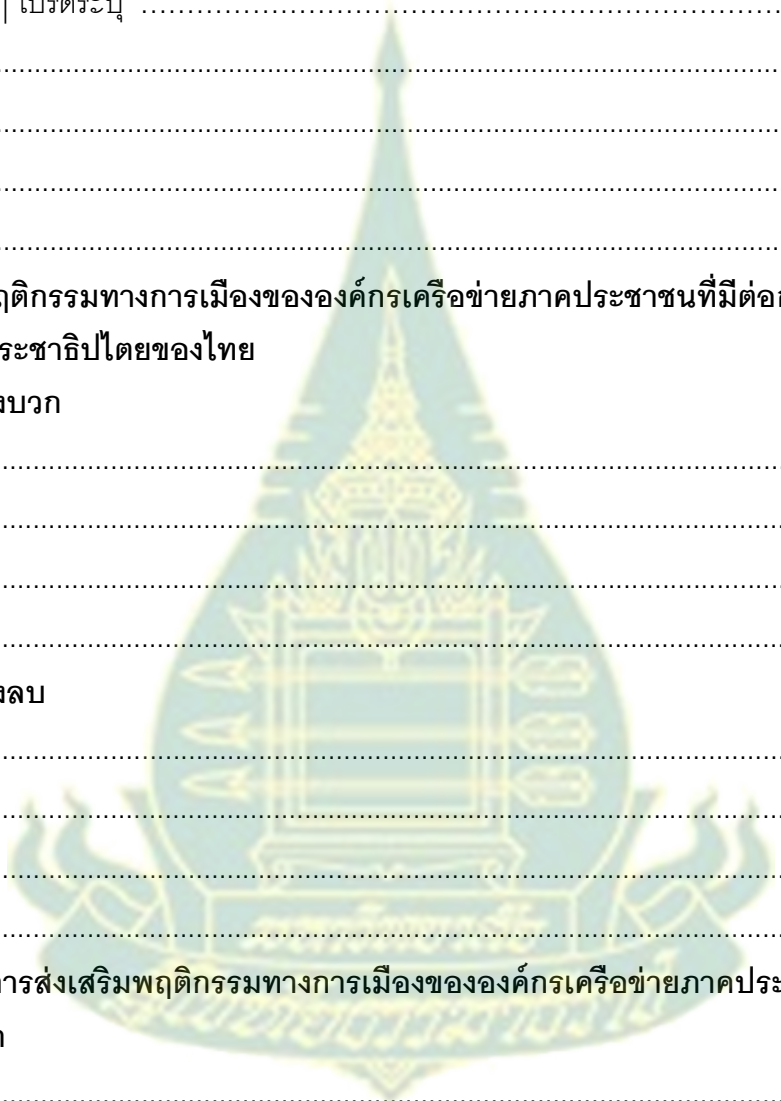 โปรดระบุ ........................................................................
........................................................................
........................................................................
........................................................................
........................................................................
ฤติกรรมทางการเมืองขององค์กรเครือข่ายภาคประชาชนที่มีต่อ
ระชาธิปไตยของไทย
งบวก
........................................................................
........................................................................
........................................................................
........................................................................
งลบ
........................................................................
........................................................................
........................................................................
........................................................................
การส่งเสริมพฤติกรรมทางการเมืองขององค์กรเครือข่ายภาคประ
........................................................................